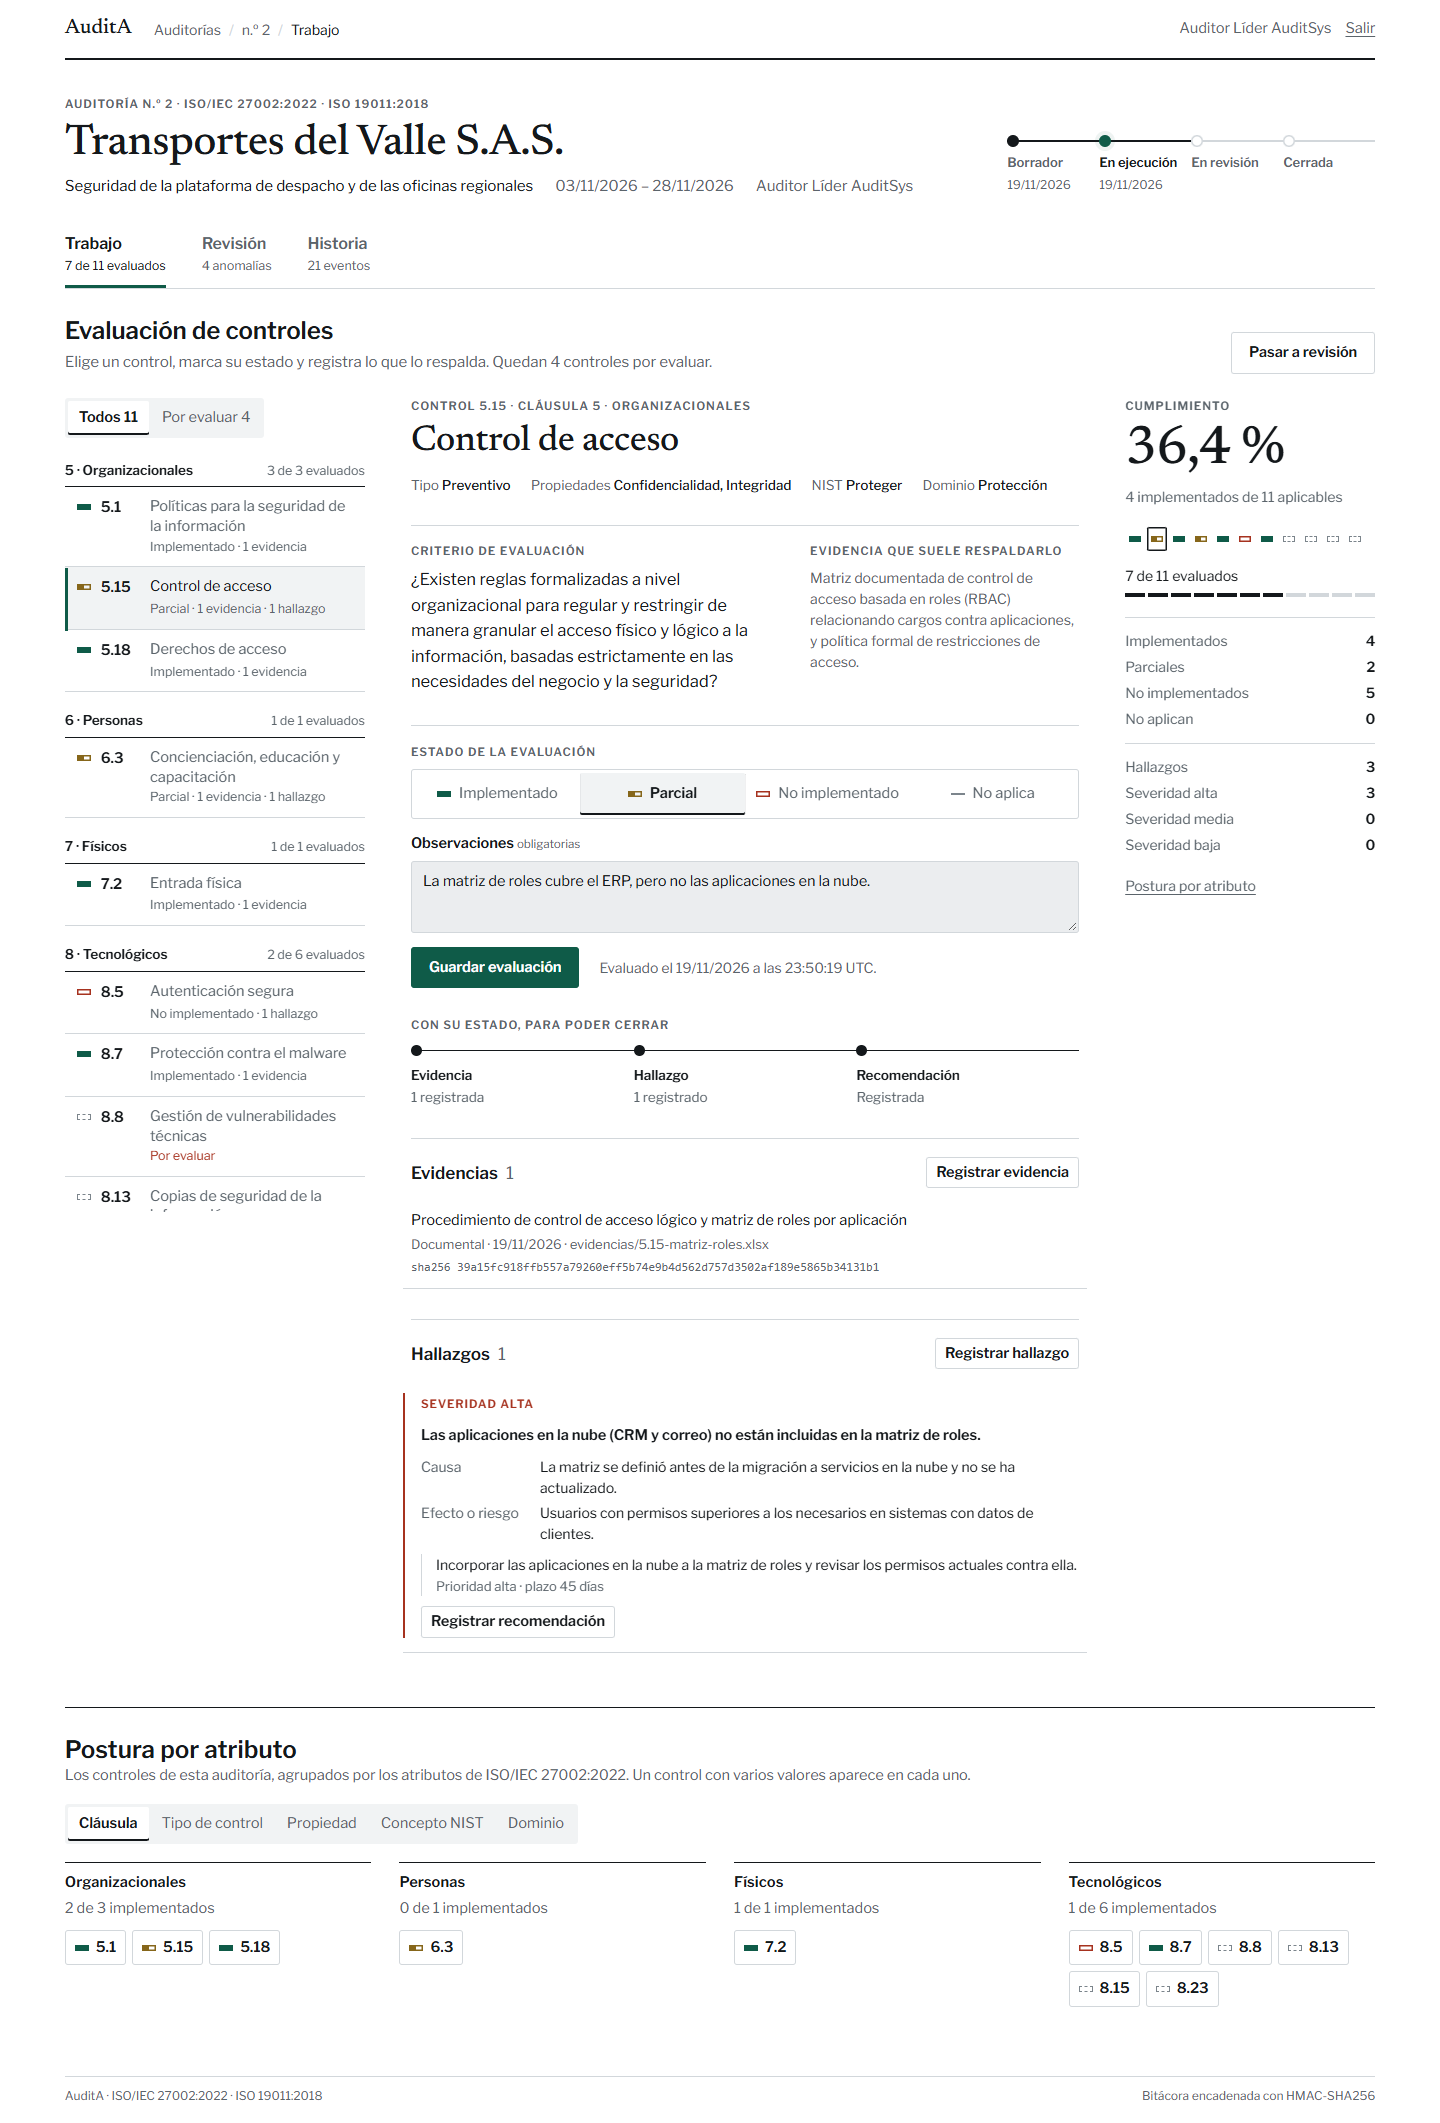 AuditA Auditorías / n.º 2 / Trabajo
Auditor Líder AuditSys Salir
AUDITORÍA N.º 2 · ISO/IEC 27002:2022 · ISO 19011:2018
Transportes del Valle S.A.S.
Seguridad de la plataforma de despacho y de las oficinas regionales 03/11/2026 – 28/11/2026 Auditor Líder AuditSys
Borrador En ejecución En revisión Cerrada
19/11/2026 19/11/2026
Trabajo Revisión Historia
7 de 11 evaluados 4 anomalías 21 eventos
Evaluación de controles
Elige un control, marca su estado y registra lo que lo respalda. Quedan 4 controles por evaluar.
Pasar a revisión
Todos 11 Por evaluar 4
5 · Organizacionales 3 de 3 evaluados
5.1 Políticas para la seguridad de
la información
Implementado · 1 evidencia
5.15 Control de acceso
Parcial · 1 evidencia · 1 hallazgo
5.18 Derechos de acceso
Implementado · 1 evidencia
6 · Personas 1 de 1 evaluados
6.3 Concienciación, educación y
capacitación
Parcial · 1 evidencia · 1 hallazgo
7 · Físicos 1 de 1 evaluados
7.2 Entrada física
Implementado · 1 evidencia
8 · Tecnológicos 2 de 6 evaluados
8.5 Autenticación segura
No implementado · 1 hallazgo
8.7 Protección contra el malware
Implementado · 1 evidencia
8.8 Gestión de vulnerabilidades
técnicas
Por evaluar
8.13 Copias de seguridad de la
CONTROL 5.15 · CLÁUSULA 5 · ORGANIZACIONALES
Control de acceso
Tipo Preventivo Propiedades Confidencialidad, Integridad NIST Proteger Dominio Protección
CRITERIO DE EVALUACIÓN
¿Existen reglas formalizadas a nivel
organizacional para regular y restringir de
manera granular el acceso físico y lógico a la
información, basadas estrictamente en las
necesidades del negocio y la seguridad?
EVIDENCIA QUE SUELE RESPALDARLO
Matriz documentada de control de
acceso basada en roles (RBAC)
relacionando cargos contra aplicaciones,
y política formal de restricciones de
acceso.
ESTADO DE LA EVALUACIÓN
Implementado Parcial No implementado No aplica
Observaciones obligatorias
La matriz de roles cubre el ERP, pero no las aplicaciones en la nube.
Guardar evaluación Evaluado el 19/11/2026 a las 23:50:19 UTC.
CON SU ESTADO, PARA PODER CERRAR
Evidencia Hallazgo Recomendación
1 registrada 1 registrado Registrada
Evidencias 1 Registrar evidencia
Procedimiento de control de acceso lógico y matriz de roles por aplicación
Documental · 19/11/2026 · evidencias/5.15-matriz-roles.xlsx
sha256 39a15fc918ffb557a79260eff5b74e9b4d562d757d3502af189e5865b34131b1
Hallazgos 1 Registrar hallazgo
SEVERIDAD ALTA
Las aplicaciones en la nube (CRM y correo) no están incluidas en la matriz de roles.
Causa La matriz se definió antes de la migración a servicios en la nube y no se ha
actualizado.
Efecto o riesgo Usuarios con permisos superiores a los necesarios en sistemas con datos de
clientes.
Incorporar las aplicaciones en la nube a la matriz de roles y revisar los permisos actuales contra ella.
Prioridad alta · plazo 45 días
Registrar recomendación
CUMPLIMIENTO
36,4 %
4 implementados de 11 aplicables
7 de 11 evaluados
Implementados 4
Parciales 2
No implementados 5
No aplican 0
Hallazgos 3
Severidad alta 3
Severidad media 0
Severidad baja 0
Postura por atributo
Postura por atributo
Los controles de esta auditoría, agrupados por los atributos de ISO/IEC 27002:2022. Un control con varios valores aparece en cada uno.
Cláusula Tipo de control Propiedad Concepto NIST Dominio
Organizacionales
2 de 3 implementados
5.1 5.15 5.18
Personas
0 de 1 implementados
6.3
Físicos
1 de 1 implementados
7.2
Tecnológicos
1 de 6 implementados
8.5 8.7 8.8 8.13
8.15 8.23
AuditA · ISO/IEC 27002:2022 · ISO 19011:2018
Bitácora encadenada con HMAC-SHA256